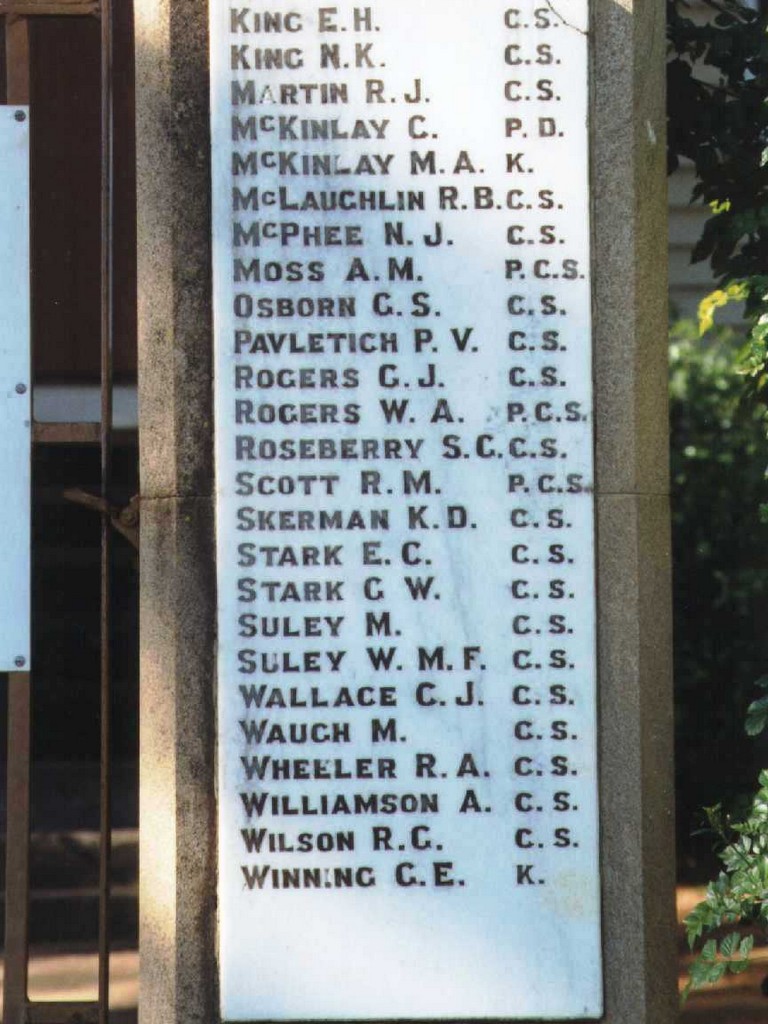 KING E.H. C.S.
KING N.K. C.S.
MARTIN R.J. C.S.
McKINLAY C. P.D.
McKINLAY M.A. K.
McLAUGHLIN R.B. C.S.
McPHEE N.J. C.S.
MOSS A.M. P.C.S.
OSBORN G.S. C.S.
PAVLETICH P.V. C.S.
ROGERS G.J. C.S.
ROGERS W.A. P.C.S.
ROSEBERRY S.C. C.S.
SCOTT R.M. P.C.S.
SKERMAN K.D. C.S.
STARK E.C. C.S.
STARK G W. C.S.
SULEY M. C.S.
SULEY W.M.F. C.S.
WALLACE C.J. C.S.
WAUGH M. C.S.
WHEELER R.A. C.S.
WILLIAMSON A. C.S.
WILSON R.G. C.S.
WINNING G.E. K.